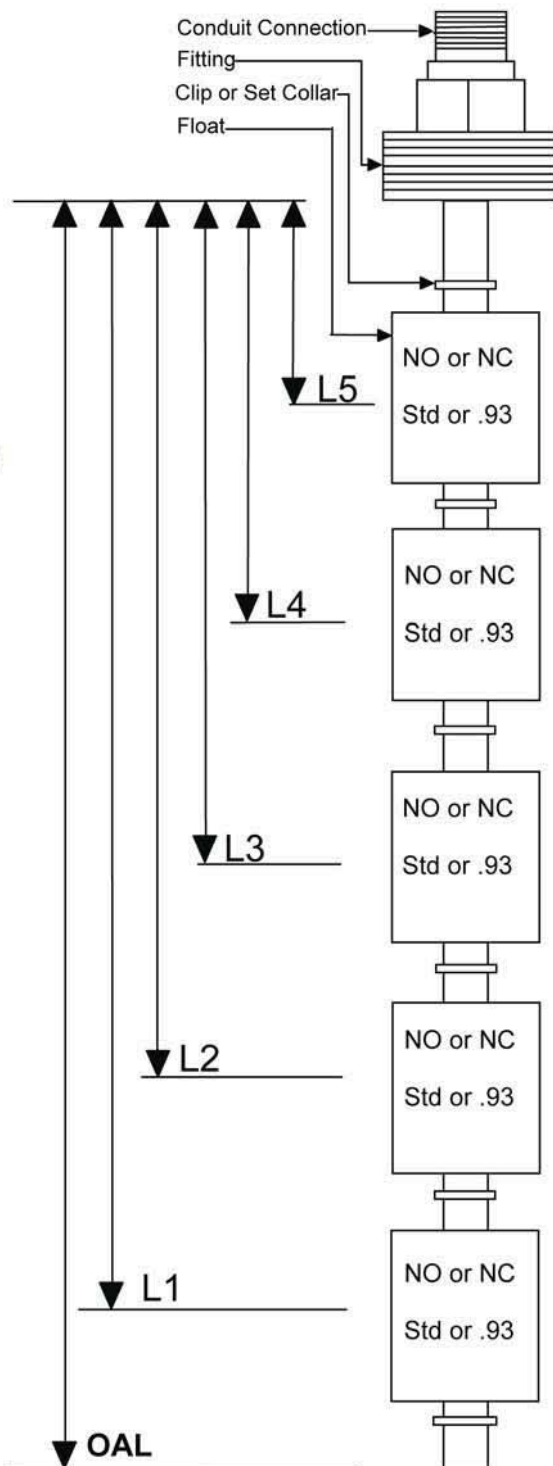 Conduit Connection
Fitting
Clip or Set Collar
Float
NO or NC
Std or .93
L5
NO or NC
Std or .93
L4
NO or NC
Std or .93
L3
NO or NC
Std or .93
L2
NO or NC
Std or .93
L1
OAL